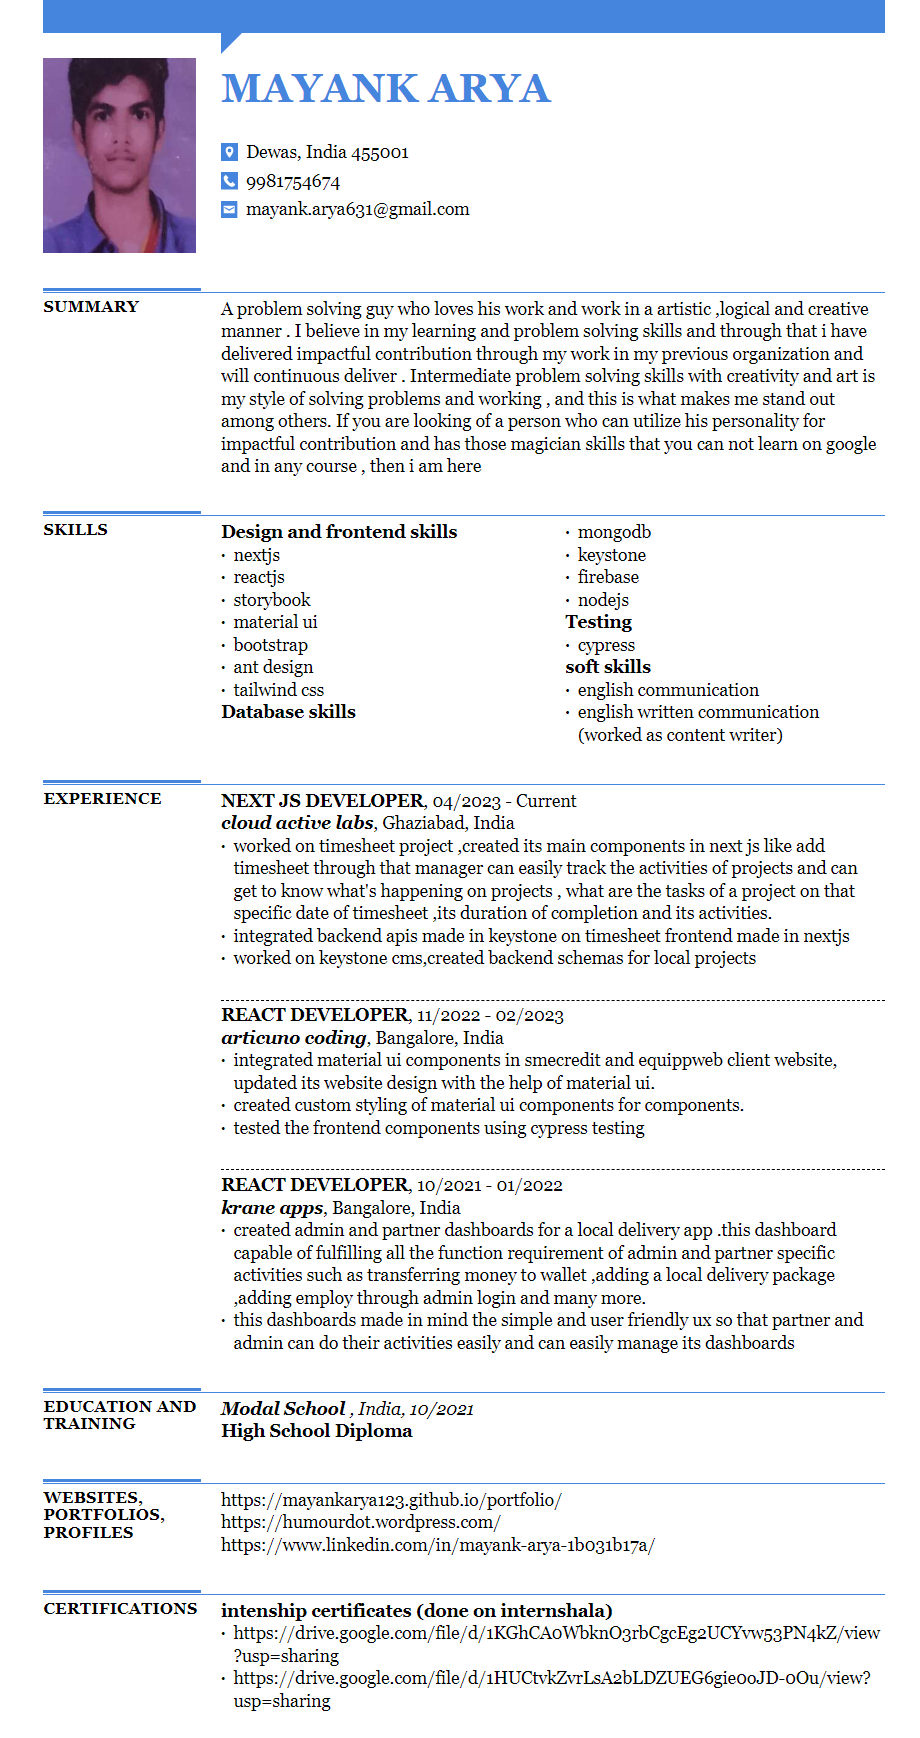 MAYANK ARYA
Dewas, India 455001
9981754674
mayank.arya631@gmail.com
SUMMARY
A problem solving guy who loves his work and work in a artistic ,logical and creative
manner . I believe in my learning and problem solving skills and through that i have
delivered impactful contribution through my work in my previous organization and
will continuous deliver . Intermediate problem solving skills with creativity and art is
my style of solving problems and working , and this is what makes me stand out
among others. If you are looking of a person who can utilize his personality for
impactful contribution and has those magician skills that you can not learn on google
and in any course , then i am here
SKILLS
Design and frontend skills
· nextjs
· reactjs
· storybook
· material ui
· bootstrap
· ant design
· tailwind css
Database skills
· mongodb
· keystone
· firebase
· nodejs
Testing
· cypress
soft skills
· english communication
· english written communication
(worked as content writer)
EXPERIENCE
NEXT JS DEVELOPER, 04/2023 - Current
cloud active labs, Ghaziabad, India
· worked on timesheet project ,created its main components in next js like add
timesheet through that manager can easily track the activities of projects and can
get to know what's happening on projects , what are the tasks of a project on that
specific date of timesheet ,its duration of completion and its activities.
· integrated backend apis made in keystone on timesheet frontend made in nextjs
· worked on keystone cms,created backend schemas for local projects
REACT DEVELOPER, 11/2022 - 02/2023
articuno coding, Bangalore, India
· integrated material ui components in smecredit and equippweb client website,
updated its website design with the help of material ui.
· created custom styling of material ui components for components.
· tested the frontend components using cypress testing
REACT DEVELOPER, 10/2021 - 01/2022
krane apps, Bangalore, India
· created admin and partner dashboards for a local delivery app .this dashboard
capable of fulfilling all the function requirement of admin and partner specific
activities such as transferring money to wallet ,adding a local delivery package
,adding employ through admin login and many more.
· this dashboards made in mind the simple and user friendly ux so that partner and
admin can do their activities easily and can easily manage its dashboards
EDUCATION AND
TRAINING
Modal School , India, 10/2021
High School Diploma
WEBSITES,
PORTFOLIOS,
PROFILES
https://mayankarya123.github.io/portfolio/
https://humourdot.wordpress.com/
https://www.linkedin.com/in/mayank-arya-1b031b17a/
CERTIFICATIONS
intenship certificates (done on internshala)
· https://drive.google.com/file/d/1KGhCA0WbknO3rbCgcEg2UCYvw53PN4kZ/view
?usp=sharing
· https://drive.google.com/file/d/1HUCtvkZvrLsA2bLDZUEG6gie0oJD-0Ou/view?
usp=sharing